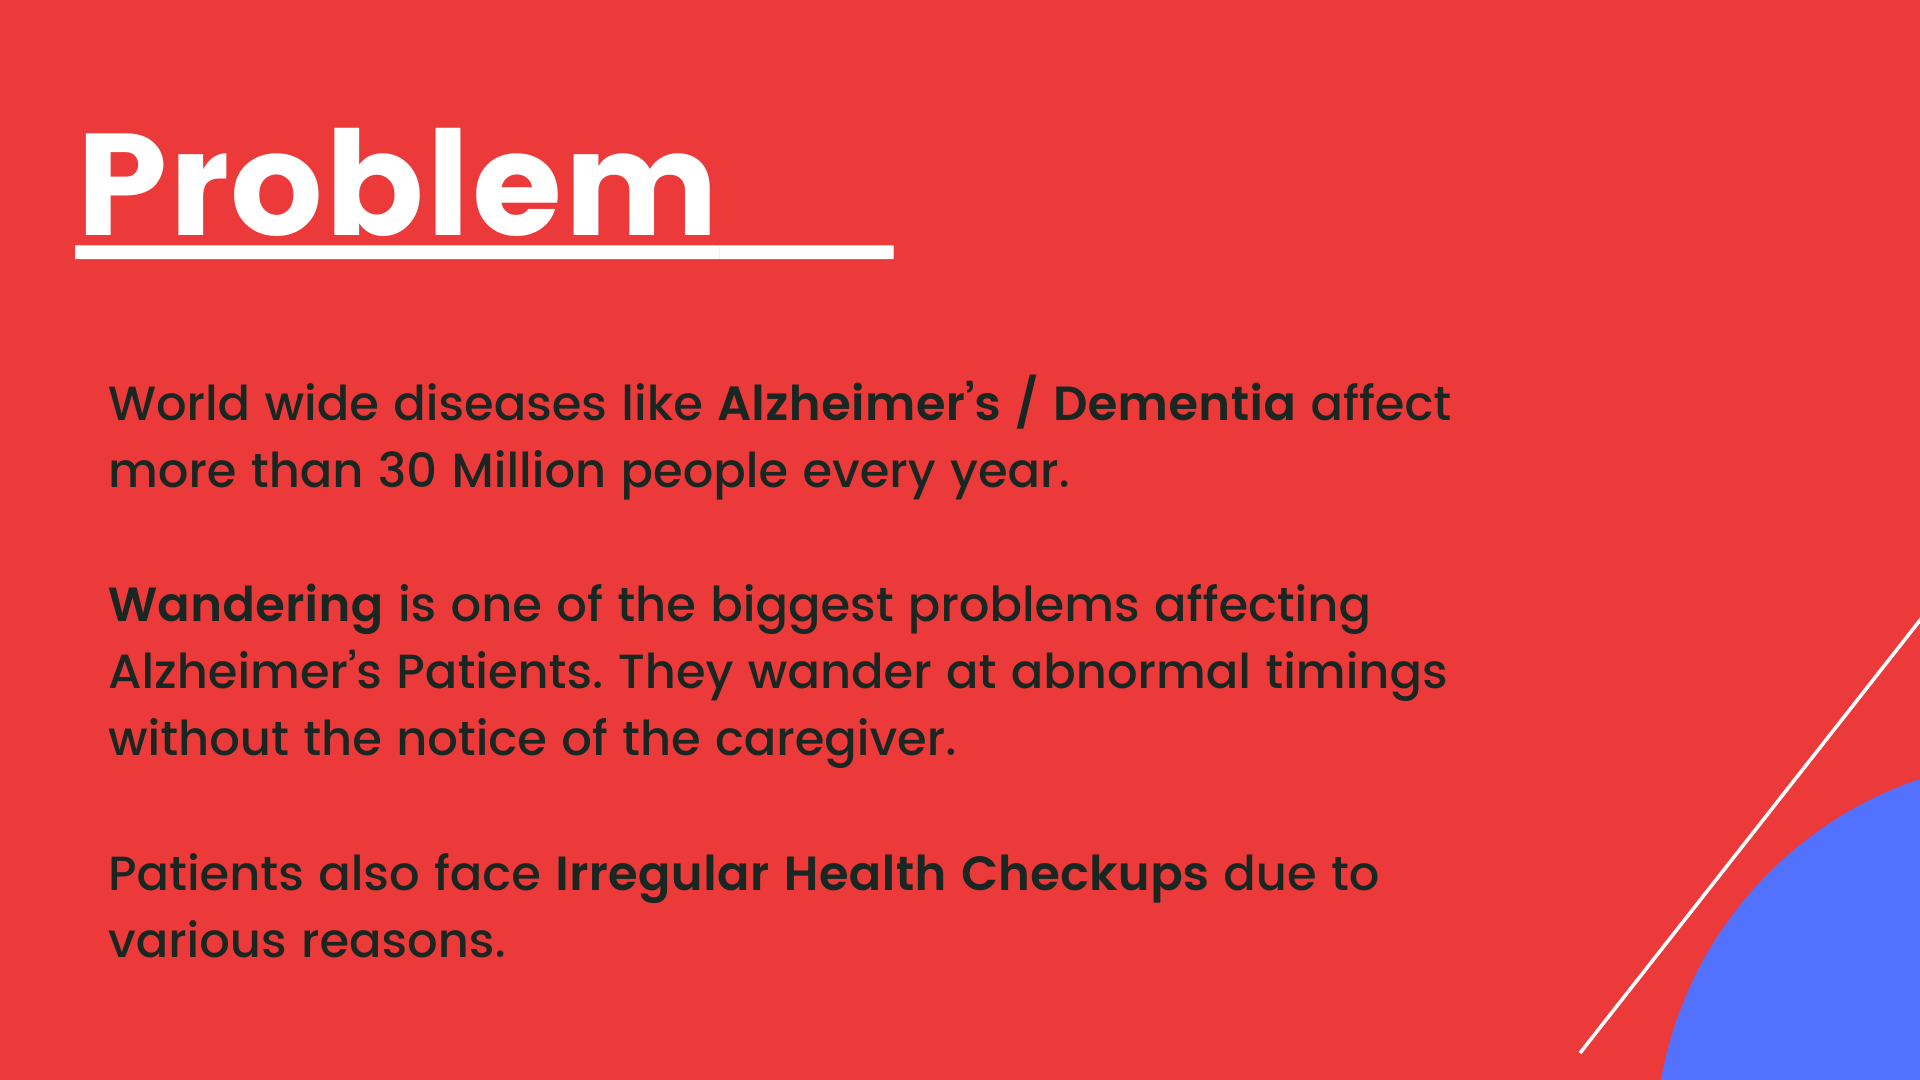 Problem
World wide diseases like Alzheimer’s / Dementia affect
more than 30 Million people every year.
Wandering is one of the biggest problems affecting
Alzheimer’s Patients. They wander at abnormal timings
without the notice of the caregiver.
Patients also face Irregular Health Checkups due to
various reasons.